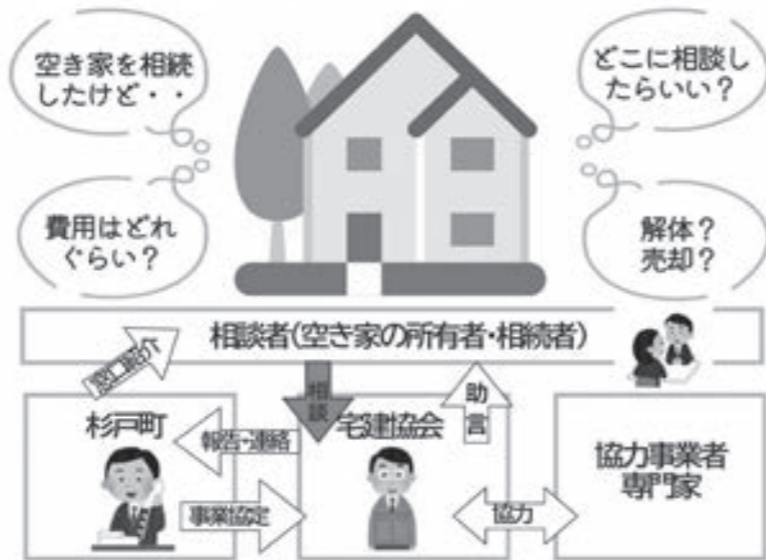 空き家を相続
したけど・・
どこに相談し
たらいい？
費用はどれ
ぐらい？
解体？
売却？
相談者(空き家の所有者・相続者)
窓口紹介
相談
助言
杉戸町
宅建協会
報告・連絡
事業協定
協力
協力事業者
専門家